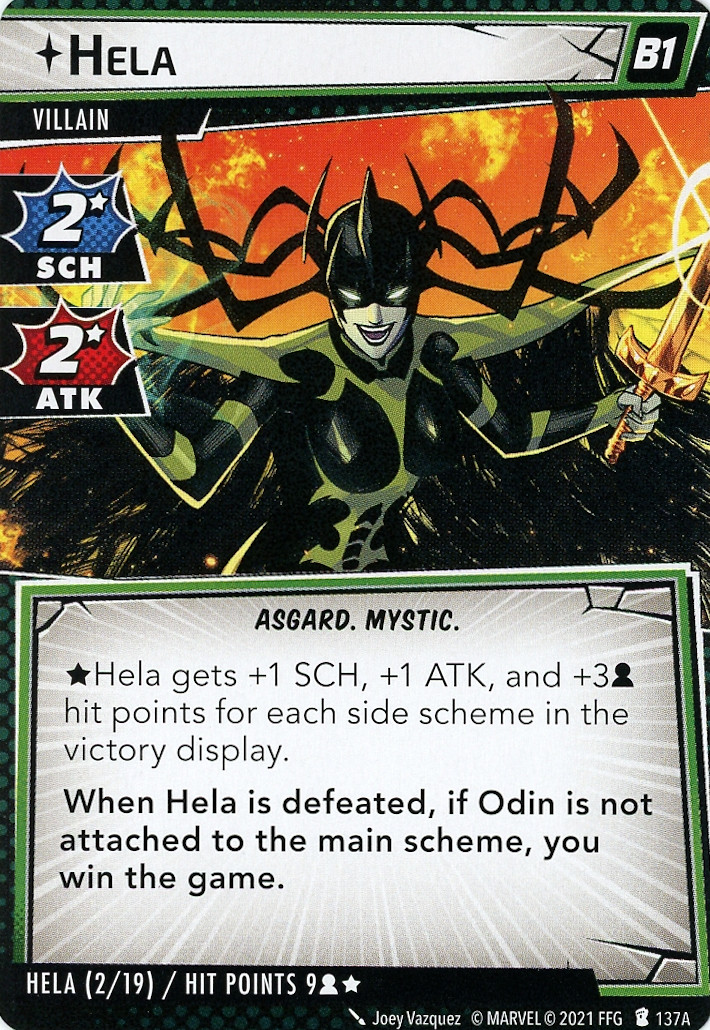 HELA
B1
VILLAIN
2★
SCH
2★
ATK
ASGARD. MYSTIC.
★Hela gets +1 SCH, +1 ATK, and +3
hit points for each side scheme in the
victory display.
When Hela is defeated, if Odin is not
attached to the main scheme, you
win the game.
HELA (2/19) / HIT POINTS 9 ★
Joey Vazquez © MARVEL © 2021 FFG 137A